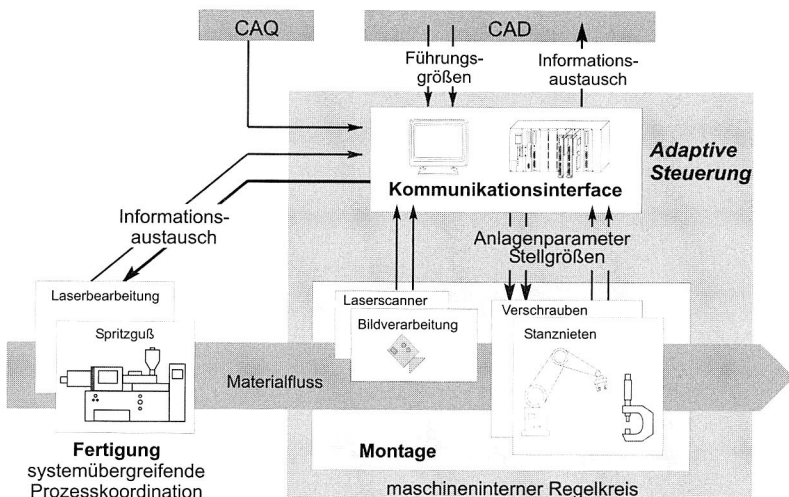 CAQ
CAD
Führungs-
größen
Informations-
austausch
Adaptive
Steuerung
Kommunikationsinterface
Informations-
austausch
Anlagenparameter
Stellgrößen
Laserbearbeitung
Spritzguß
Laserscanner
Bildverarbeitung
Verschrauben
Stanznieten
Materialfluss
Fertigung
systemübergreifende
Prozesskoordination
Montage
maschineninterner Regelkreis